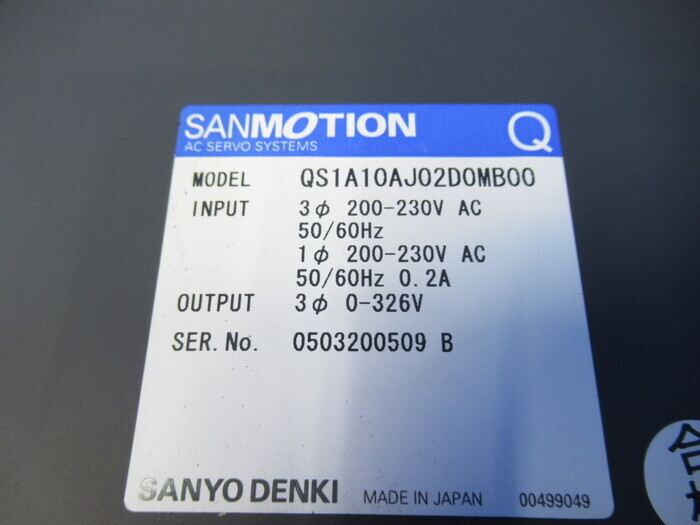 SANMOTION Q
AC SERVO SYSTEMS
MODEL QS1A10AJ02D0MB00
INPUT 3φ 200-230V AC
50/60Hz
1φ 200-230V AC
50/60Hz 0.2A
OUTPUT 3φ 0-326V
SER.No. 0503200509 B
SANYO DENKI MADE IN JAPAN 00499049
合